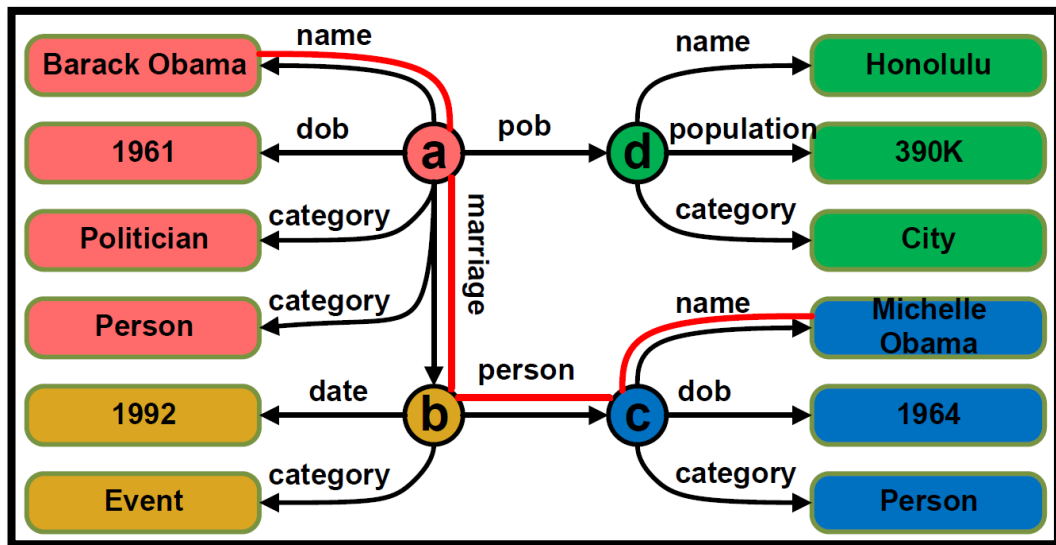 name
Barack Obama
name
Honolulu
dob
1961
a
pob
d
population
390K
category
Politician
marriage
category
City
category
Person
name
Michelle
Obama
date
1992
b
person
c
dob
1964
category
Event
category
Person